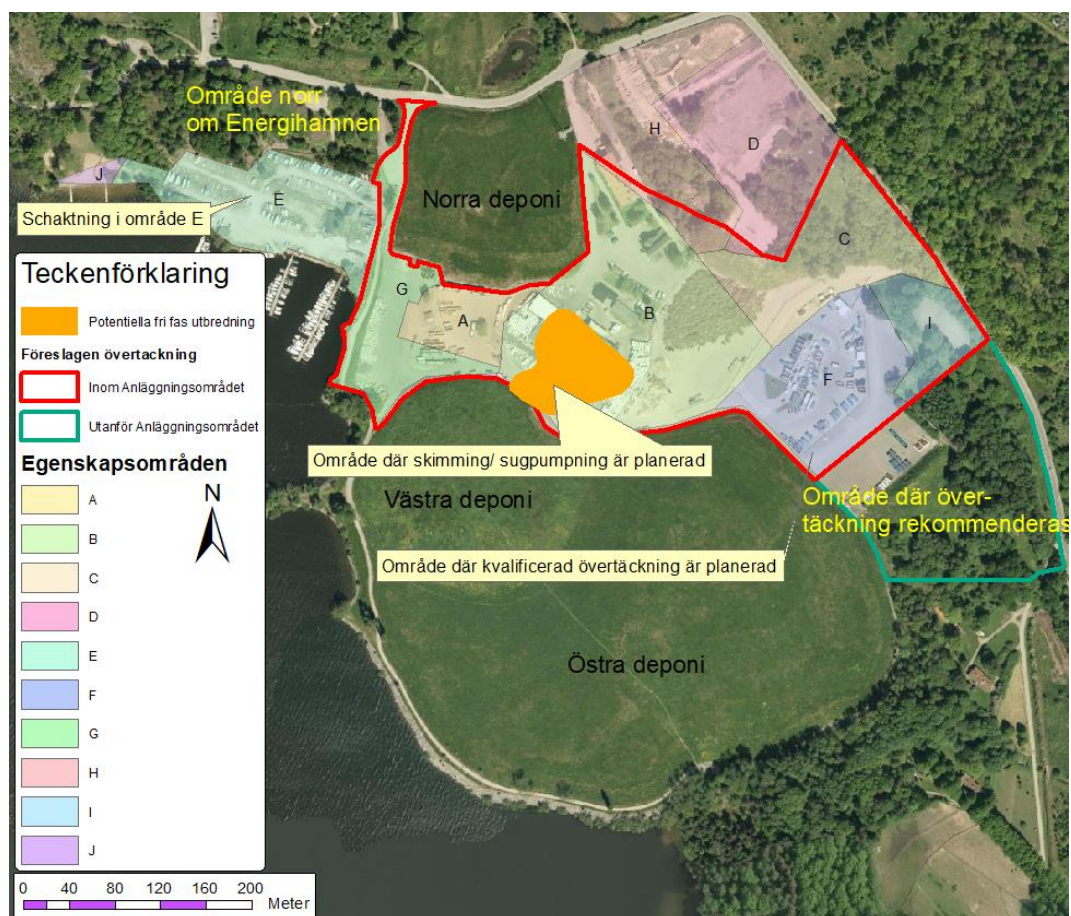 Område norr
om Energihamnen
H
D
J
Norra deponi
E
Schaktning i område E
C
Teckenförklaring
G
B
I
A
Potentiella fri fas utbredning
F
Föreslagen övertackning
Inom Anläggningsområdet
Utanför Anläggningsområdet
Område där skimming/ sugpumpning är planerad
Egenskapsområden
N
Västra deponi
Område där över-
täckning rekommenderas
A
B
Område där kvalificerad övertäckning är planerad
C
D
E
Östra deponi
F
G
H
I
J
0 40 80 120 160 200
Meter